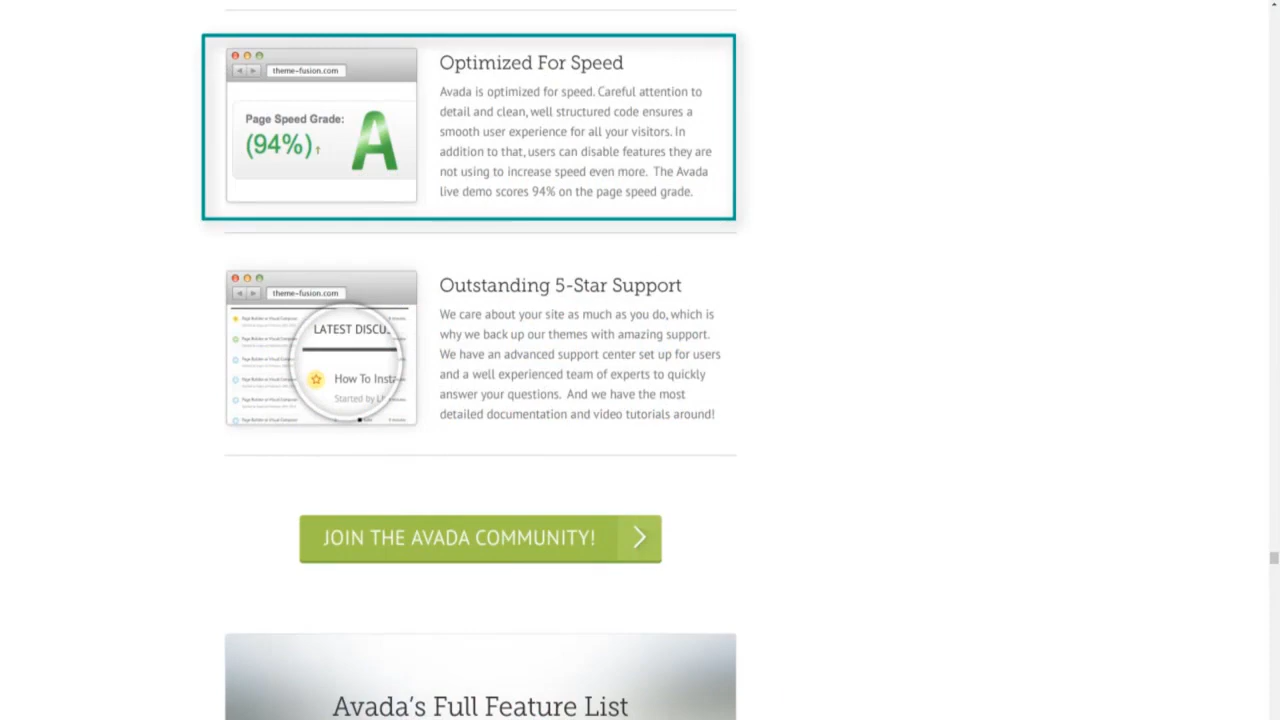 theme-fusion.com
Page Speed Grade:
(94%)↑
A
Optimized For Speed
Avada is optimized for speed. Careful attention to
detail and clean, well structured code ensures a
smooth user experience for all your visitors. In
addition to that, users can disable features they are
not using to increase speed even more. The Avada
live demo scores 94% on the page speed grade.
theme-fusion.com
LATEST DISCU
How To Insta
Started by
Outstanding 5-Star Support
We care about your site as much as you do, which is
why we back up our themes with amazing support.
We have an advanced support center set up for users
and a well experienced team of experts to quickly
answer your questions. And we have the most
detailed documentation and video tutorials around!
JOIN THE AVADA COMMUNITY!
Avada's Full Feature List